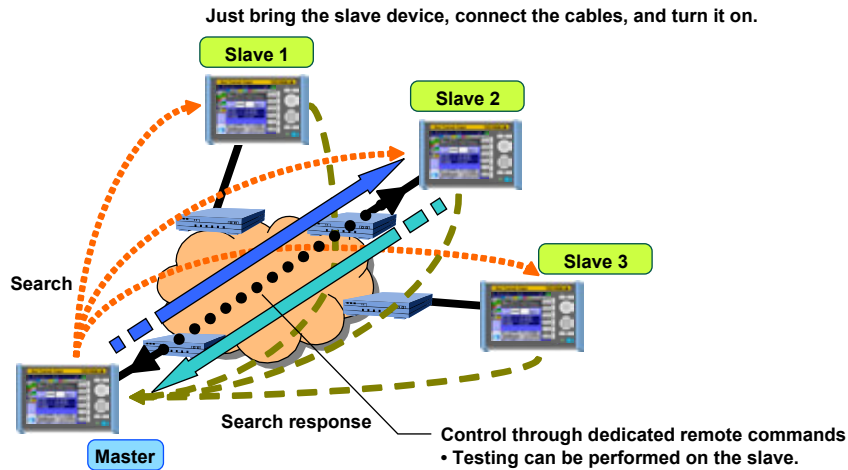 Just bring the slave device, connect the cables, and turn it on.
Slave 1
Slave 2
Slave 3
Search
Search response
Master
Control through dedicated remote commands
• Testing can be performed on the slave.